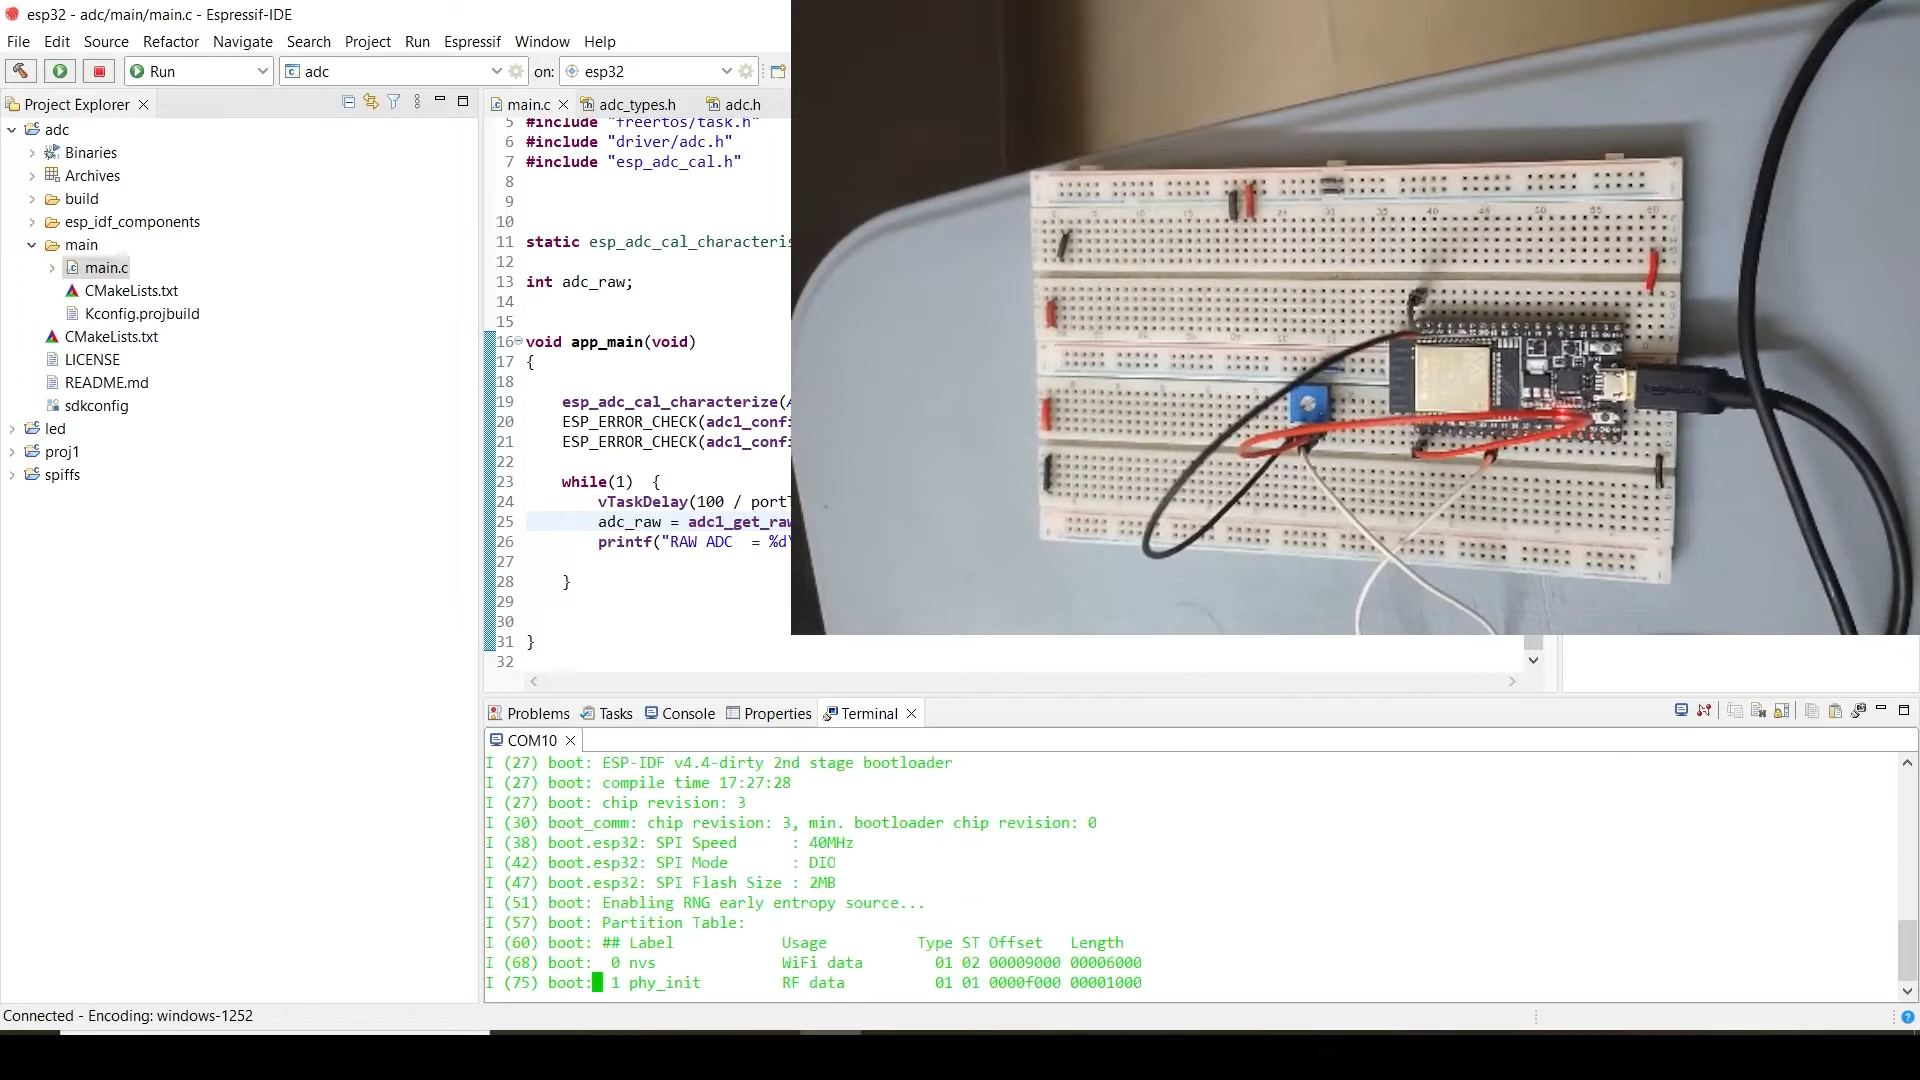 esp32 - adc/main/main.c - Espressif-IDE
File Edit Source Refactor Navigate Search Project Run Espressif Window Help
Run adc on: esp32
Project Explorer
adc
Binaries
Archives
build
esp_idf_components
main
main.c
CMakeLists.txt
Kconfig.projbuild
CMakeLists.txt
LICENSE
README.md
sdkconfig
led
proj1
spiffs
main.c adc_types.h adc.h
5 #include "freertos/task.h"
6 #include "driver/adc.h"
7 #include "esp_adc_cal.h"
8
9
10
11 static esp_adc_cal_characteris
12
13 int adc_raw;
14
15
16 void app_main(void)
17 {
18
19 esp_adc_cal_characterize(
20 ESP_ERROR_CHECK(adc1_confi
21 ESP_ERROR_CHECK(adc1_confi
22
23 while(1) {
24 vTaskDelay(100 / port
25 adc_raw = adc1_get_raw
26 printf("RAW ADC = %d\
27
28 }
29
30
31 }
32
Problems Tasks Console Properties Terminal
COM10
I (27) boot: ESP-IDF v4.4-dirty 2nd stage bootloader
I (27) boot: compile time 17:27:28
I (27) boot: chip revision: 3
I (30) boot_comm: chip revision: 3, min. bootloader chip revision: 0
I (38) boot.esp32: SPI Speed : 40MHz
I (42) boot.esp32: SPI Mode : DIO
I (47) boot.esp32: SPI Flash Size : 2MB
I (51) boot: Enabling RNG early entropy source...
I (57) boot: Partition Table:
I (60) boot: ## Label Usage Type ST Offset Length
I (68) boot: 0 nvs WiFi data 01 02 00009000 00006000
I (75) boot: 1 phy_init RF data 01 01 0000f000 00001000
Connected - Encoding: windows-1252